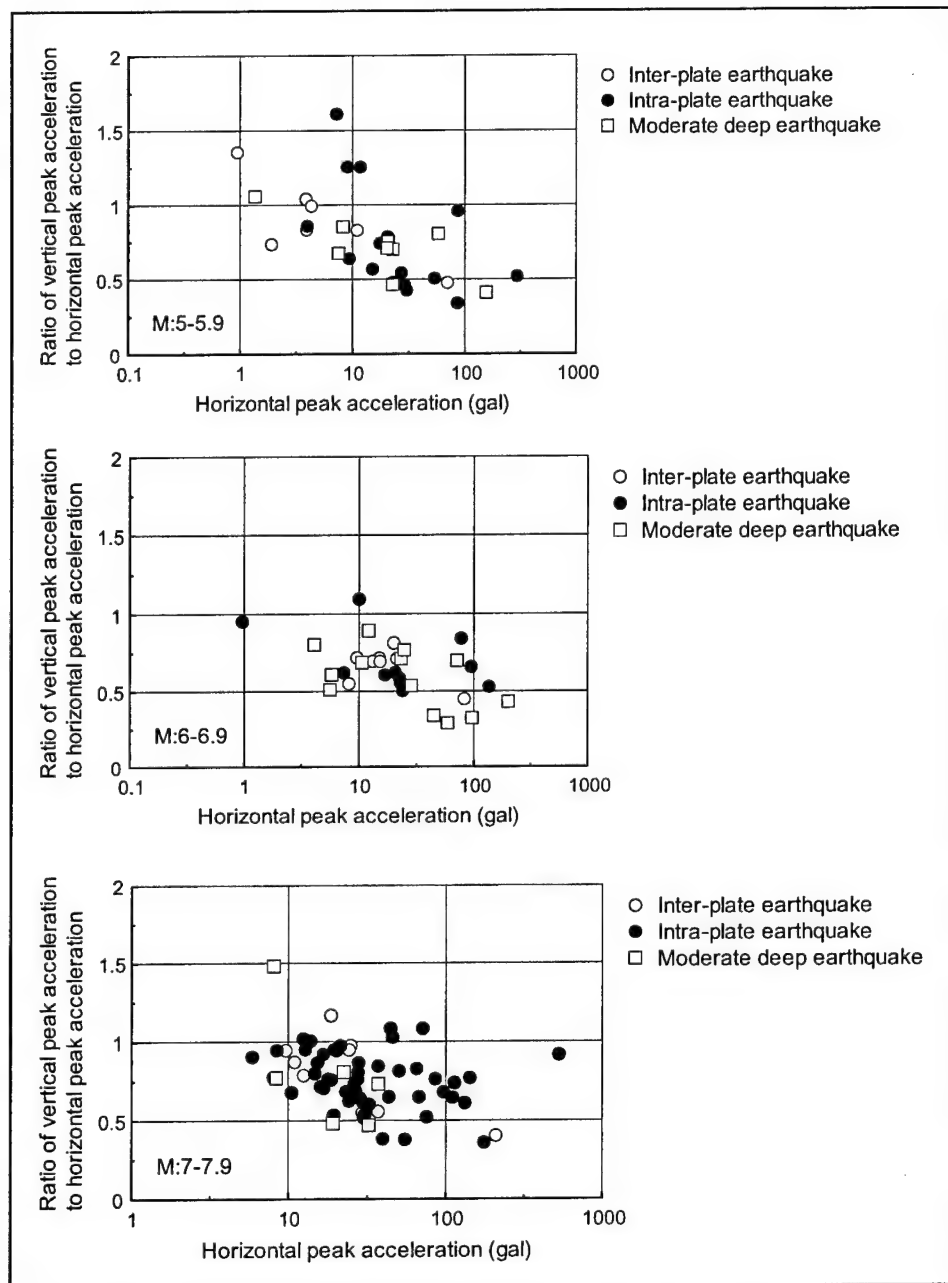 Ratio of vertical peak acceleration
to horizontal peak acceleration
2
1.5
1
0.5
0
M:5-5.9
0.1 1 10 100 1000
Horizontal peak acceleration (gal)
Inter-plate earthquake
Intra-plate earthquake
Moderate deep earthquake
Ratio of vertical peak acceleration
to horizontal peak acceleration
2
1.5
1
0.5
0
M:6-6.9
0.1 1 10 100 1000
Horizontal peak acceleration (gal)
Inter-plate earthquake
Intra-plate earthquake
Moderate deep earthquake
Ratio of vertical peak acceleration
to horizontal peak acceleration
2
1.5
1
0.5
0
M:7-7.9
1 10 100 1000
Horizontal peak acceleration (gal)
Inter-plate earthquake
Intra-plate earthquake
Moderate deep earthquake